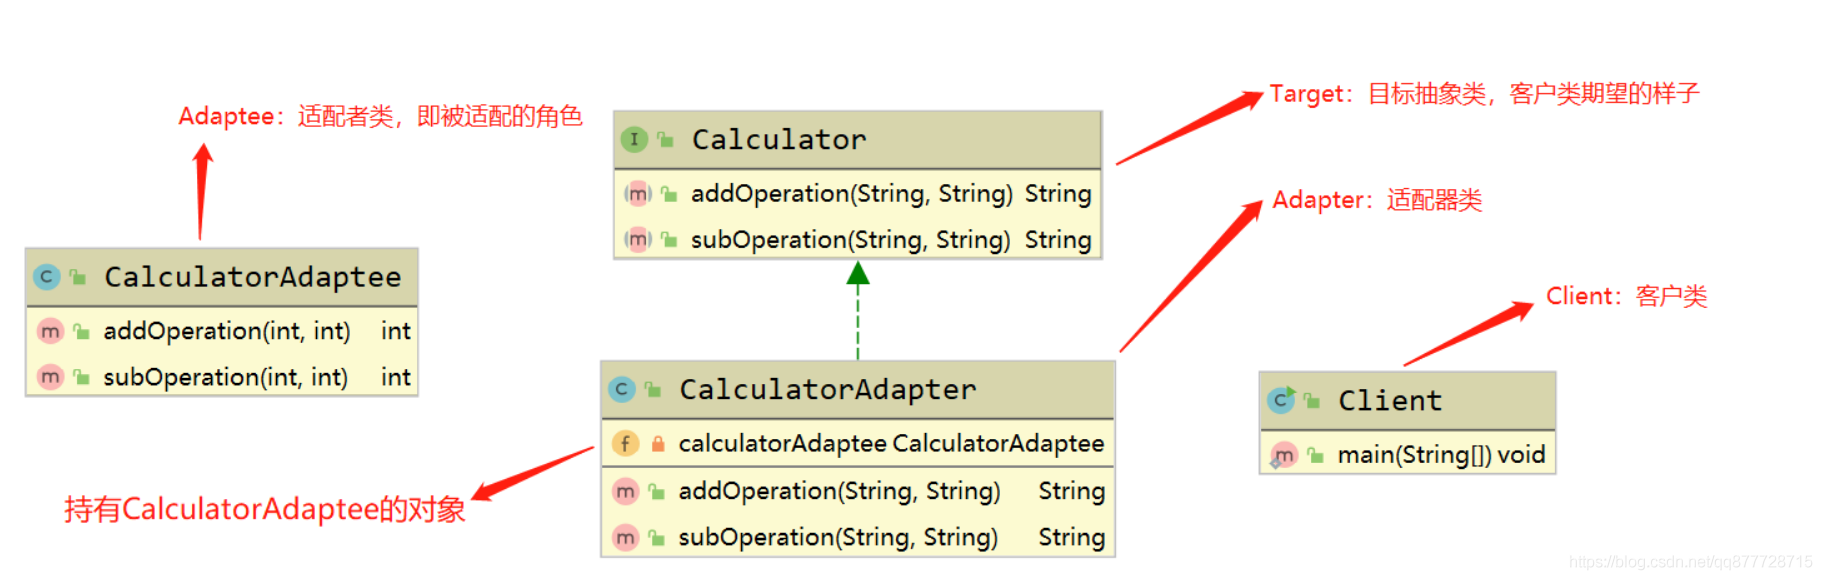 Adaptee：适配者类，即被适配的角色
CalculatorAdaptee
addOperation(int, int) int
subOperation(int, int) int
Calculator
addOperation(String, String) String
subOperation(String, String) String
Target：目标抽象类，客户类期望的样子
Adapter：适配器类
CalculatorAdapter
calculatorAdaptee CalculatorAdaptee
addOperation(String, String) String
subOperation(String, String) String
持有CalculatorAdaptee的对象
Client：客户类
Client
main(String[]) void
https://blog.csdn.net/qq877728715